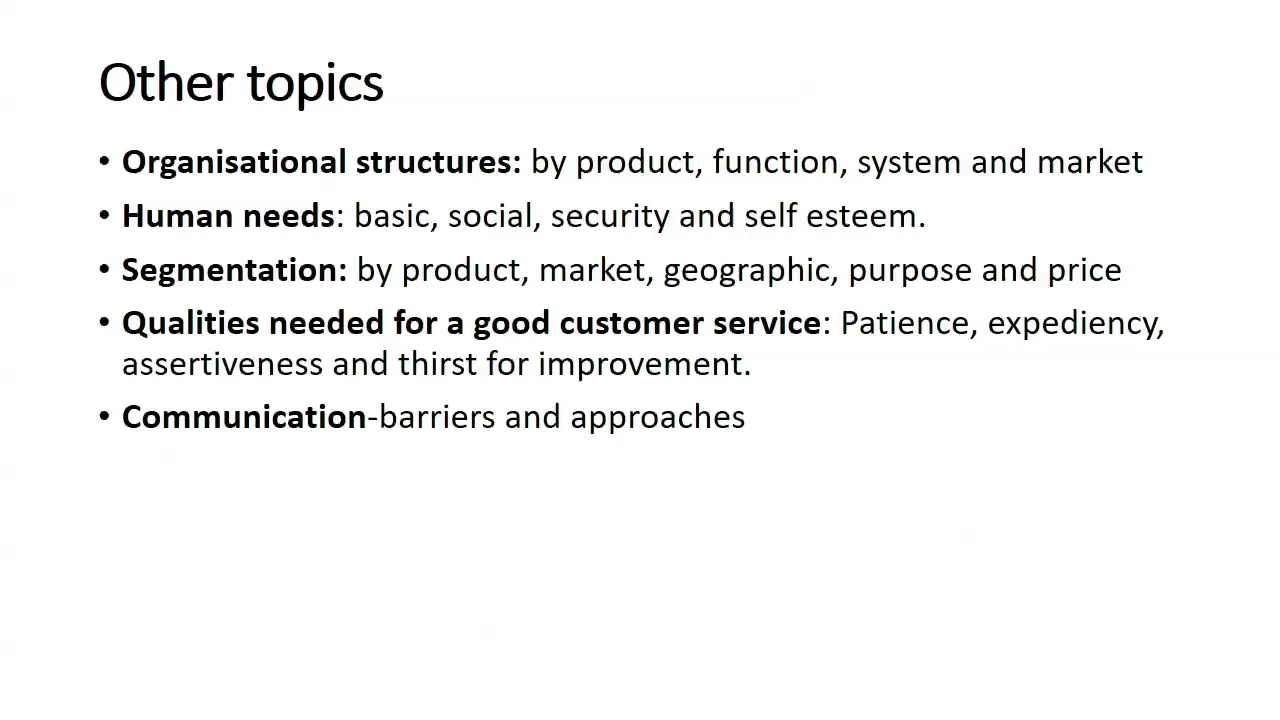 Other topics
• Organisational structures: by product, function, system and market
• Human needs: basic, social, security and self esteem.
• Segmentation: by product, market, geographic, purpose and price
• Qualities needed for a good customer service: Patience, expediency,
assertiveness and thirst for improvement.
• Communication-barriers and approaches